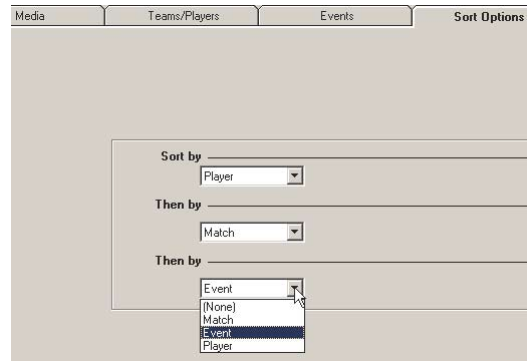 Media Teams/Players Events Sort Options
Sort by
Player
Then by
Match
Then by
Event
(None)
Match
Event
Player